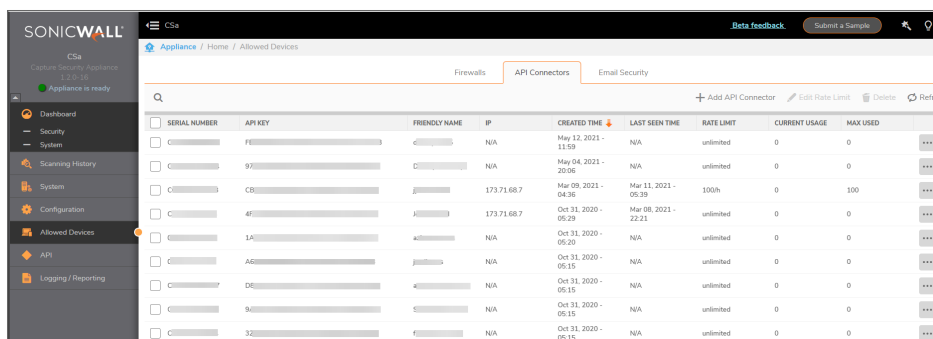 SONICWALL
CSa
Beta feedback
Submit a Sample
CSa
Capture Security Appliance
1.2.0-16
Appliance is ready
Appliance / Home / Allowed Devices
Firewalls API Connectors Email Security
Add API Connector Edit Rate Limit Delete Refr
Dashboard
Security
System
Scanning History
System
Configuration
Allowed Devices
API
Logging / Reporting
SERIAL NUMBER API KEY FRIENDLY NAME IP CREATED TIME LAST SEEN TIME RATE LIMIT CURRENT USAGE MAX USED
N/A May 12, 2021 - 11:59 N/A unlimited 0 0
97 N/A May 04, 2021 - 20:06 N/A unlimited 0 0
CB 173.71.68.7 Mar 09, 2021 - 04:36 Mar 11, 2021 - 05:39 100/h 0 100
4F 173.71.68.7 Oct 31, 2020 - 05:29 Mar 08, 2021 - 22:21 unlimited 0 0
1A N/A Oct 31, 2020 - 05:20 N/A unlimited 0 0
A6 N/A Oct 31, 2020 - 05:15 N/A unlimited 0 0
N/A Oct 31, 2020 - 05:15 N/A unlimited 0 0
N/A Oct 31, 2020 - 05:15 N/A unlimited 0 0
32 N/A Oct 31, 2020 - 05:15 N/A unlimited 0 0